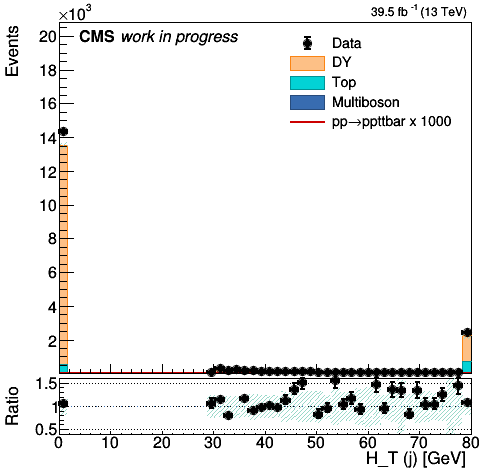 ×10³
39.5 fb⁻¹ (13 TeV)
Events
CMS work in progress
Data
DY
Top
Multiboson
pp→ppttbar x 1000
20
18
16
14
12
10
8
6
4
2
Ratio
1.5
1
0.5
0 10 20 30 40 50 60 70 80
H_T (j) [GeV]